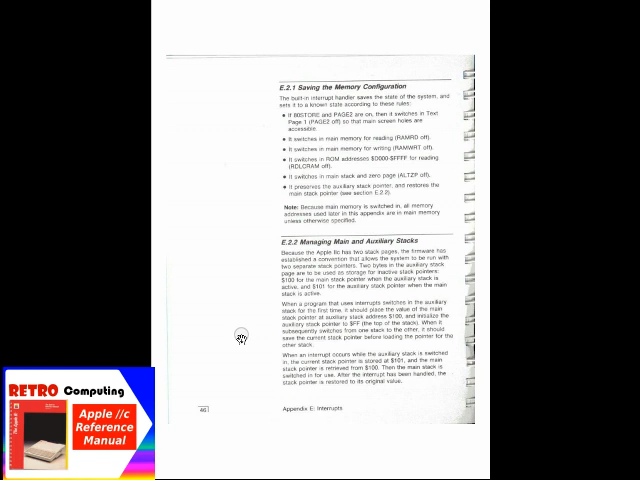 E.2.1 Saving the Memory Configuration
The built-in interrupt handler saves the state of the system, and
sets it to a known state according to these rules:
● If 80STORE and PAGE2 are on, then it switches in Text
Page 1 (PAGE2 off) so that main screen holes are
accessible.
● It switches in main memory for reading (RAMRD off).
● It switches in main memory for writing (RAMWRT off).
● It switches in ROM addresses $D000-$FFFF for reading
(RDLCRAM off).
● It switches in main stack and zero page (ALTZP off).
● It preserves the auxiliary stack pointer, and restores the
main stack pointer (see section E.2.2).
Note: Because main memory is switched in, all memory
addresses used later in this appendix are in main memory
unless otherwise specified.
E.2.2 Managing Main and Auxiliary Stacks
Because the Apple IIc has two stack pages, the firmware has
established a convention that allows the system to be run with
two separate stack pointers. Two bytes in the auxiliary stack
page are to be used as storage for inactive stack pointers:
$100 for the main stack pointer when the auxiliary stack is
active, and $101 for the auxiliary stack pointer when the main
stack is active.
When a program that uses interrupts switches in the auxiliary
stack for the first time, it should place the value of the main
stack pointer at auxiliary stack address $100, and initialize the
auxiliary stack pointer to $FF (the top of the stack). When it
subsequently switches from one stack to the other, it should
save the current stack pointer before loading the pointer for the
other stack.
When an interrupt occurs while the auxiliary stack is switched
in, the current stack pointer is stored at $101, and the main
stack pointer is retrieved from $100. Then the main stack is
switched in for use. After the interrupt has been handled, the
stack pointer is restored to its original value.
46
Appendix E: Interrupts
RETRO Computing
Apple //c
Reference
Manual